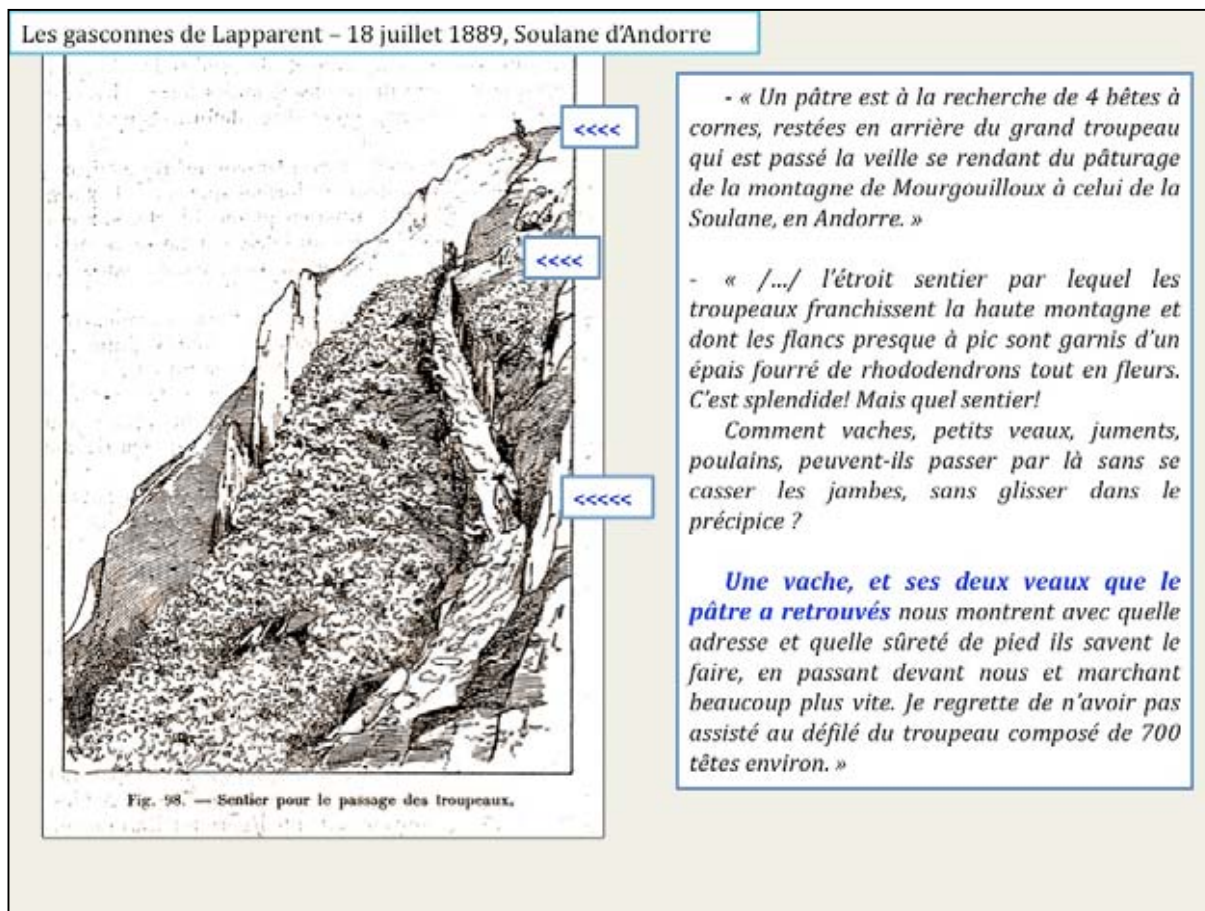 Les gasconnes de Lapparent – 18 juillet 1889, Soulane d'Andorre
<<<<
<<<<
<<<<<
Fig. 98. — Sentier pour le passage des troupeaux.
- « Un pâtre est à la recherche de 4 bêtes à
cornes, restées en arrière du grand troupeau
qui est passé la veille se rendant du pâturage
de la montagne de Mourgouilloux à celui de la
Soulane, en Andorre. »
- « /.../ l'étroit sentier par lequel les
troupeaux franchissent la haute montagne et
dont les flancs presque à pic sont garnis d'un
épais fourré de rhododendrons tout en fleurs.
C'est splendide! Mais quel sentier!
Comment vaches, petits veaux, juments,
poulains, peuvent-ils passer par là sans se
casser les jambes, sans glisser dans le
précipice ?
Une vache, et ses deux veaux que le
pâtre a retrouvés nous montrent avec quelle
adresse et quelle sûreté de pied ils savent le
faire, en passant devant nous et marchant
beaucoup plus vite. Je regrette de n'avoir pas
assisté au défilé du troupeau composé de 700
têtes environ. »